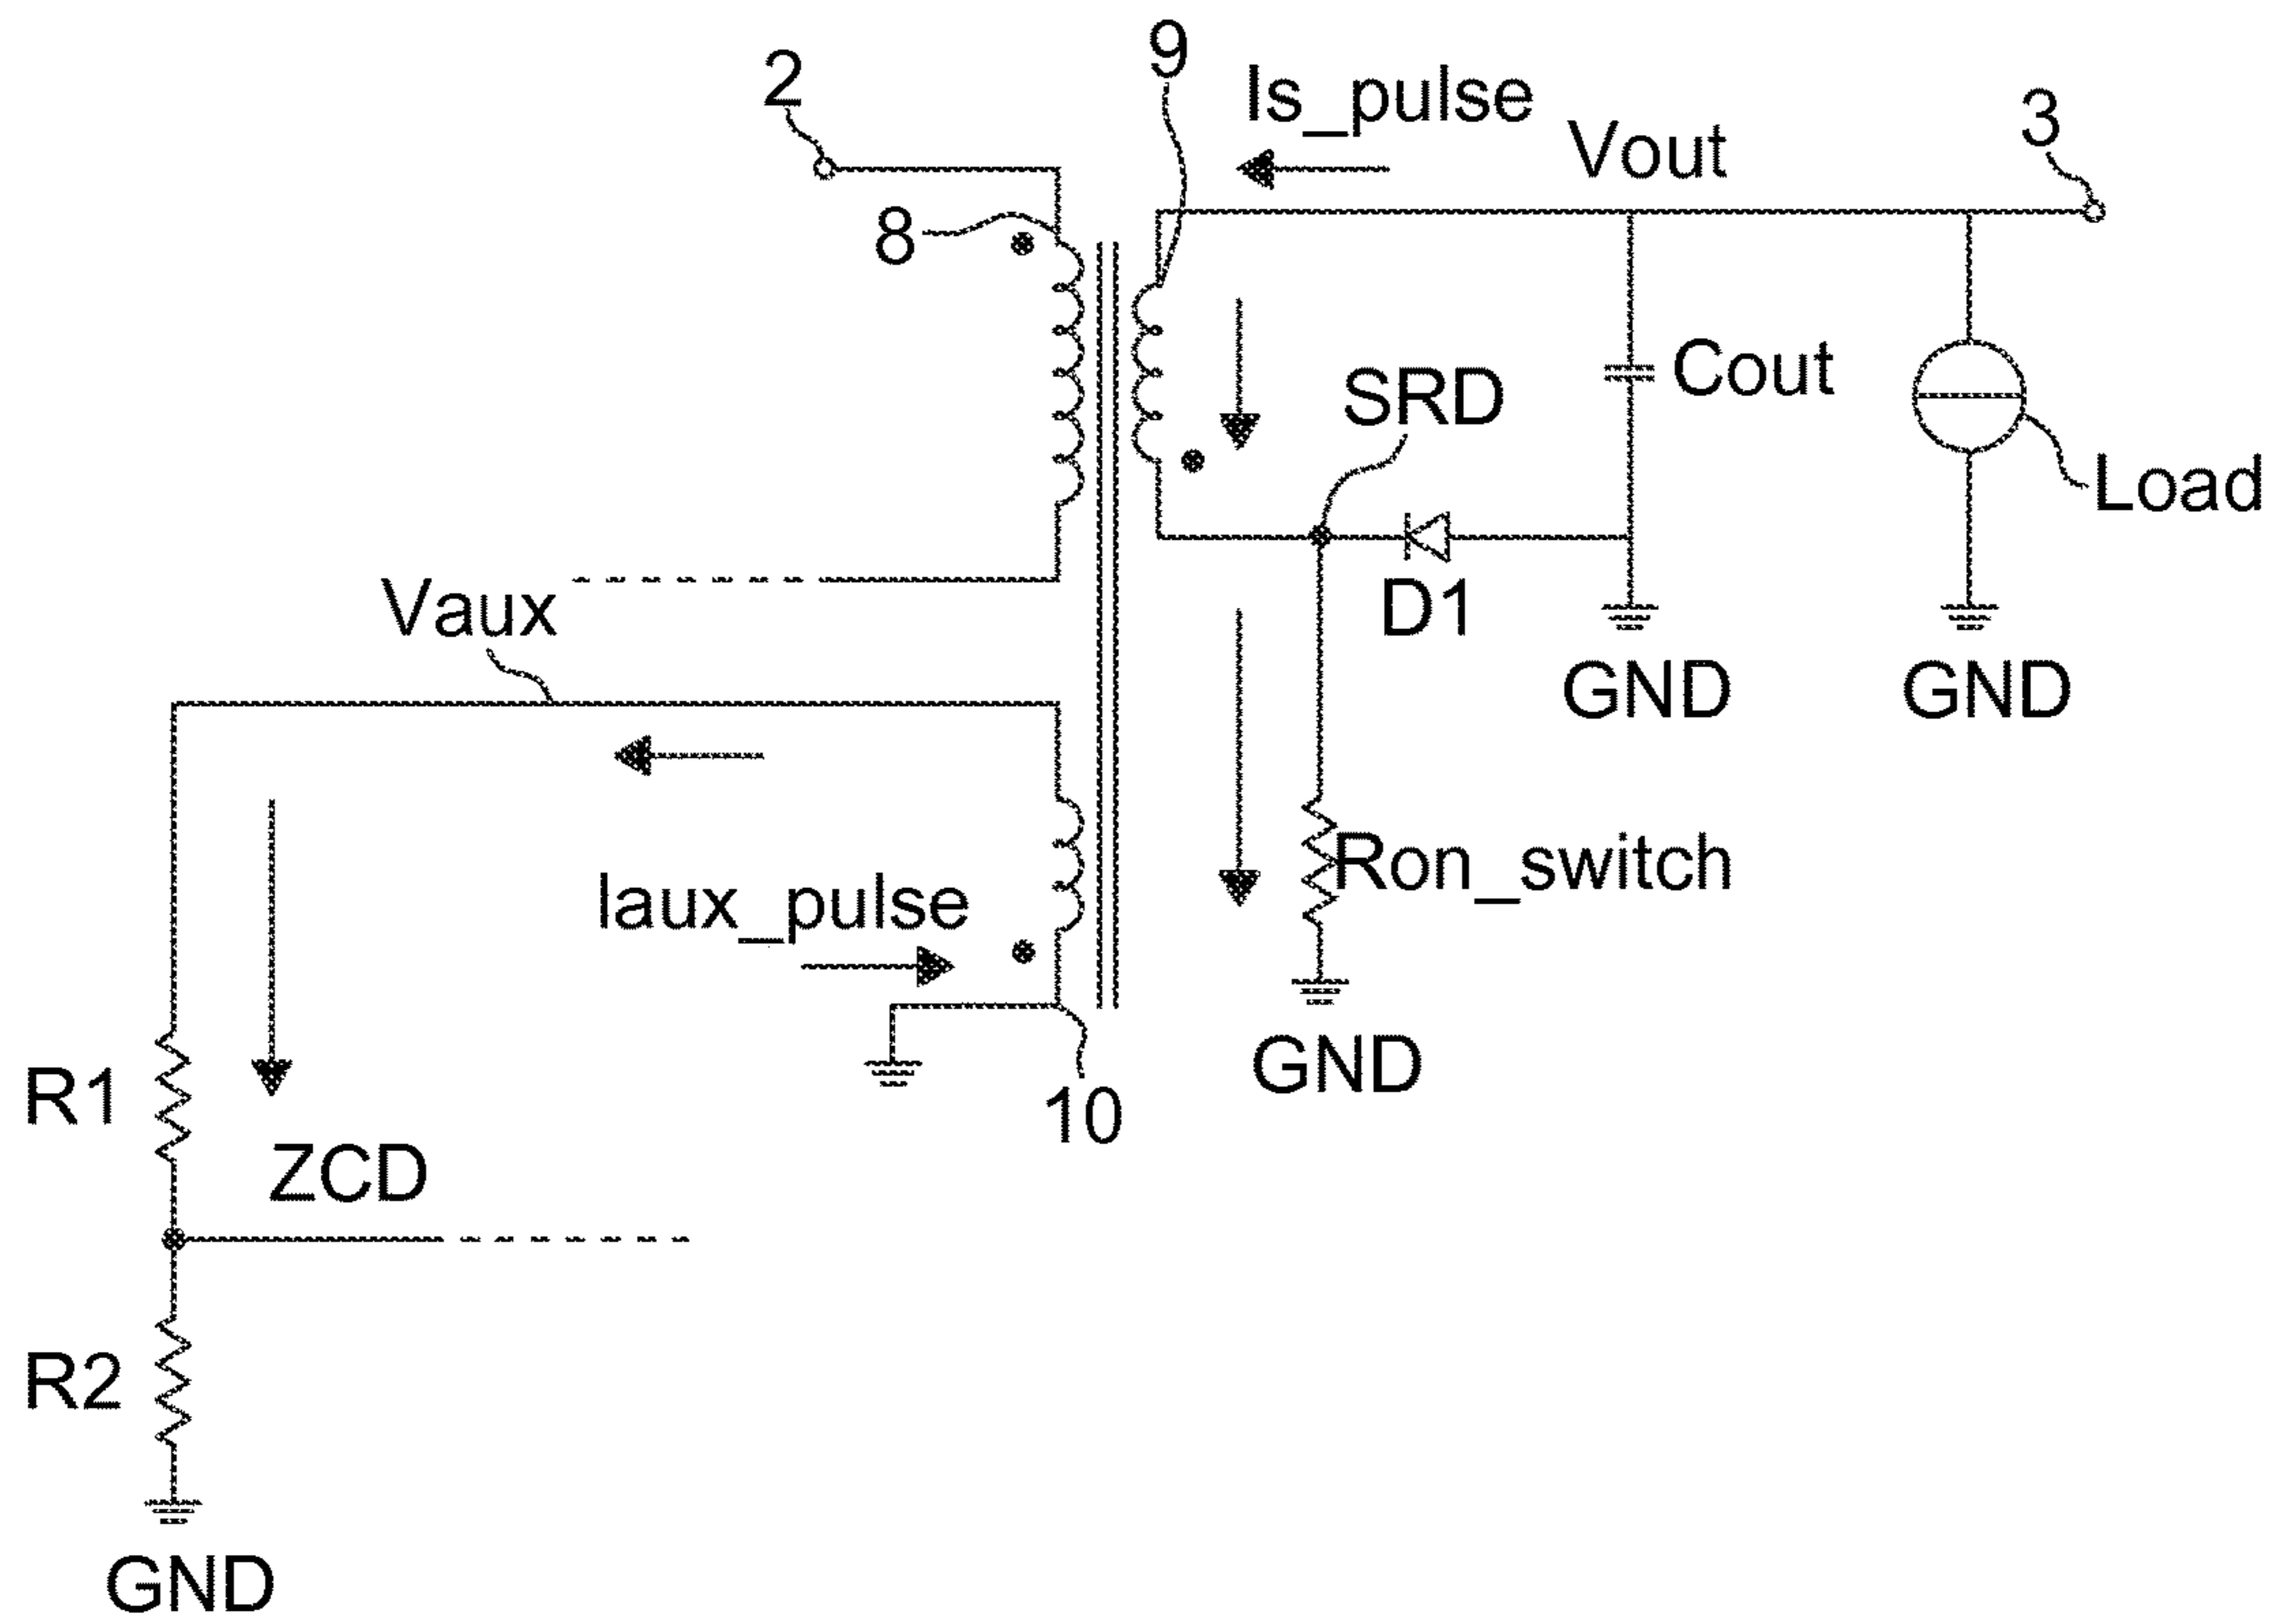 2
9
Is_pulse
Vout
3
8
SRD
Cout
Load
Vaux
D1
GND
GND
Ron_switch
Iaux_pulse
R1
GND
10
ZCD
R2
GND